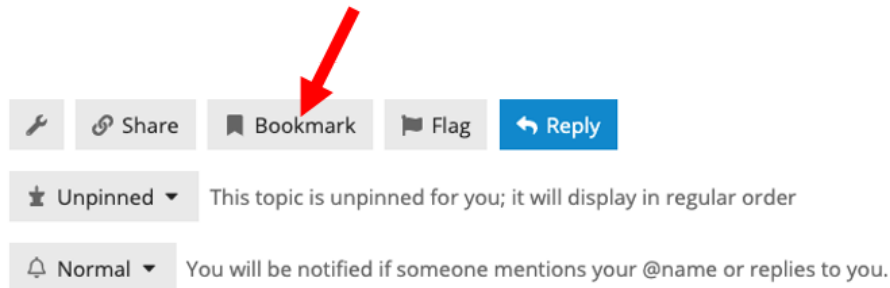 Share Bookmark Flag Reply
Unpinned This topic is unpinned for you; it will display in regular order
Normal You will be notified if someone mentions your @name or replies to you.